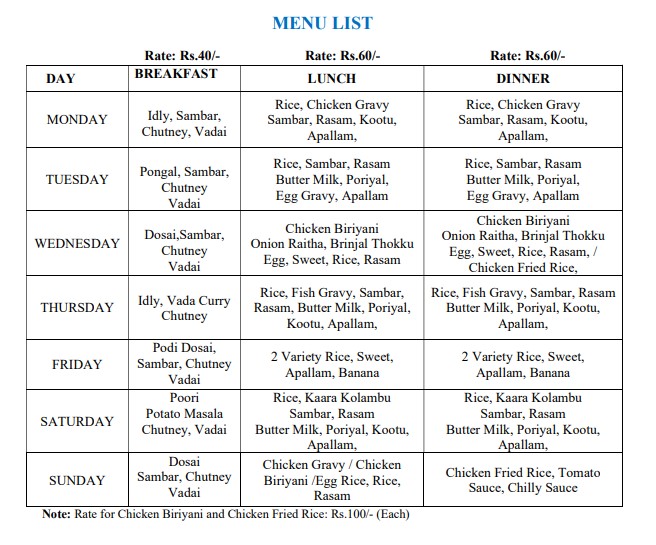 MENU LIST
Rate: Rs.40/- Rate: Rs.60/- Rate: Rs.60/-
DAY BREAKFAST LUNCH DINNER
MONDAY
Idly, Sambar,
Chutney, Vadai
Rice, Chicken Gravy
Sambar, Rasam, Kootu,
Apallam,
Rice, Chicken Gravy
Sambar, Rasam, Kootu,
Apallam,
TUESDAY
Pongal, Sambar,
Chutney
Vadai
Rice, Sambar, Rasam
Butter Milk, Poriyal,
Egg Gravy, Apallam
Rice, Sambar, Rasam
Butter Milk, Poriyal,
Egg Gravy, Apallam
WEDNESDAY
Dosai,Sambar,
Chutney
Vadai
Chicken Biriyani
Onion Raitha, Brinjal Thokku
Egg, Sweet, Rice, Rasam
Chicken Biriyani
Onion Raitha, Brinjal Thokku
Egg, Sweet, Rice, Rasam, /
Chicken Fried Rice,
THURSDAY
Idly, Vada Curry
Chutney
Rice, Fish Gravy, Sambar,
Rasam, Butter Milk, Poriyal,
Kootu, Apallam,
Rice, Fish Gravy, Sambar, Rasam
Butter Milk, Poriyal, Kootu,
Apallam,
FRIDAY
Podi Dosai,
Sambar, Chutney
Vadai
2 Variety Rice, Sweet,
Apallam, Banana
2 Variety Rice, Sweet,
Apallam, Banana
SATURDAY
Poori
Potato Masala
Chutney, Vadai
Rice, Kaara Kolambu
Sambar, Rasam
Butter Milk, Poriyal, Kootu,
Apallam,
Rice, Kaara Kolambu
Sambar, Rasam
Butter Milk, Poriyal, Kootu,
Apallam,
SUNDAY
Dosai
Sambar, Chutney
Vadai
Chicken Gravy / Chicken
Biriyani /Egg Rice, Rice,
Rasam
Chicken Fried Rice, Tomato
Sauce, Chilly Sauce
Note: Rate for Chicken Biriyani and Chicken Fried Rice: Rs.100/- (Each)